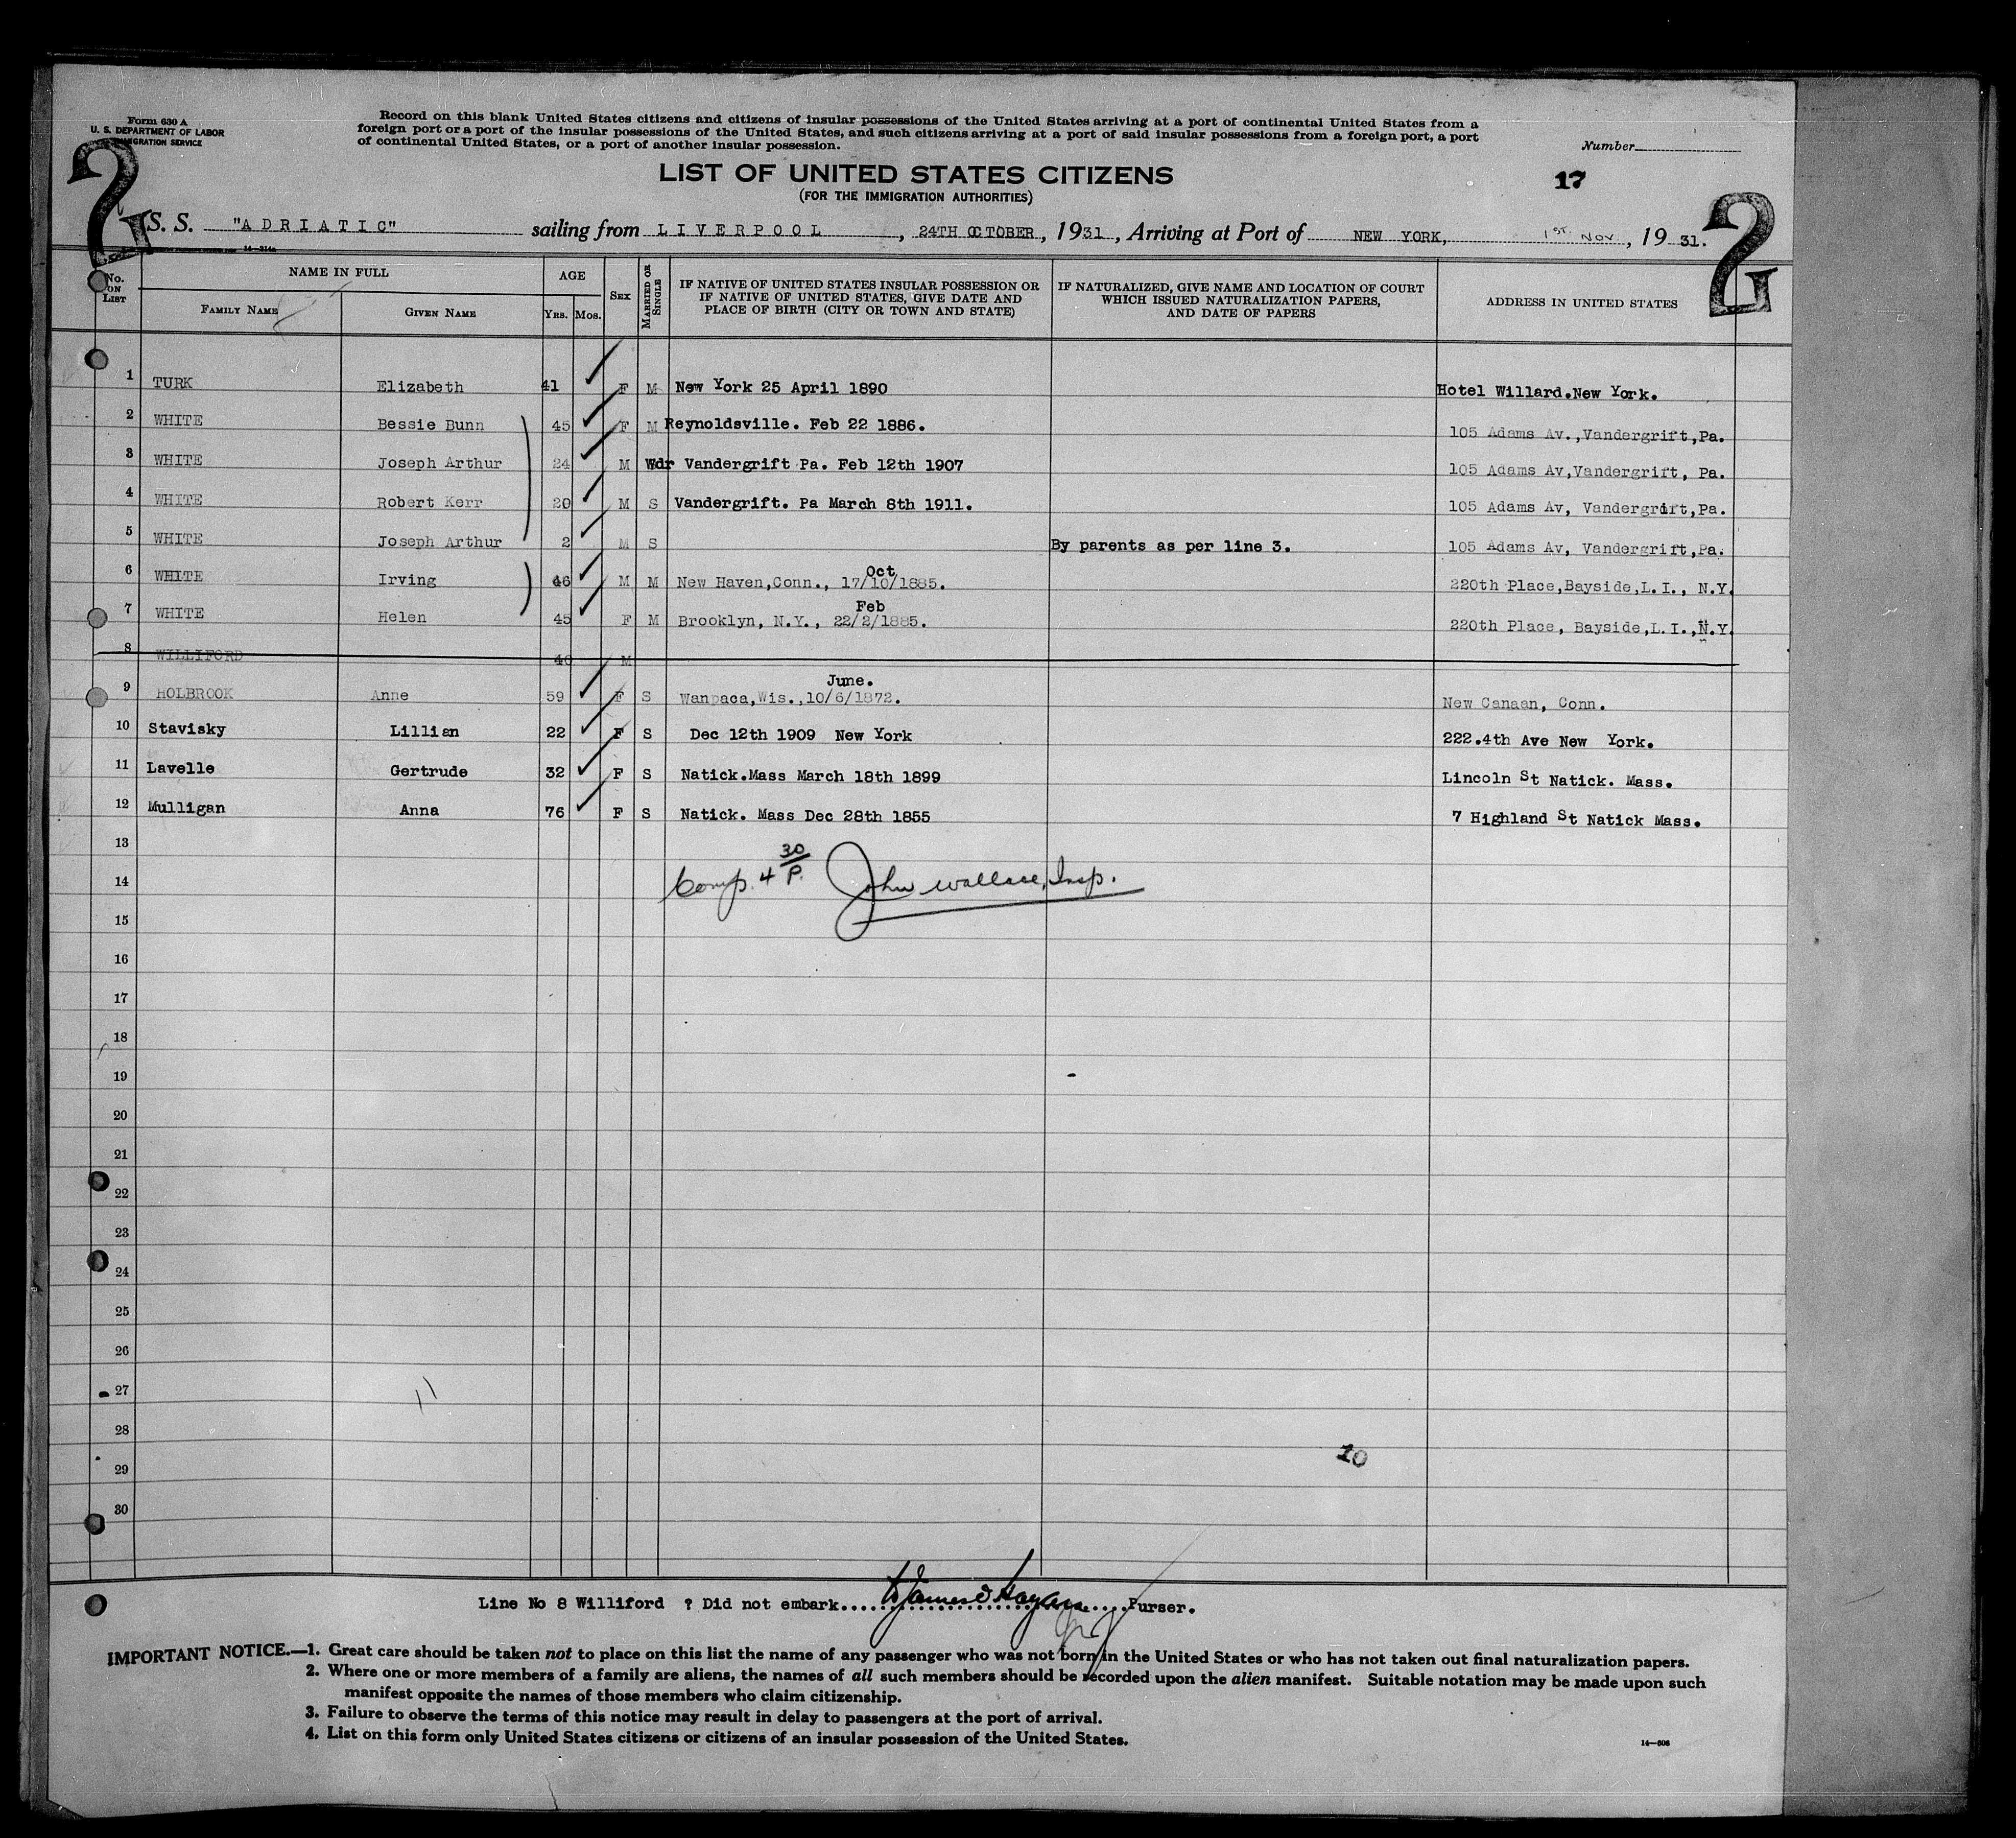 Form 630 A
U. S. DEPARTMENT OF LABOR
IMMIGRATION SERVICE
Record on this blank United States citizens and citizens of insular possessions of the United States arriving at a port of continental United States from a
foreign port or a port of the insular possessions of the United States, and such citizens arriving at a port of said insular possessions from a foreign port, a port
of continental United States, or a port of another insular possession.
Number
2
2
LIST OF UNITED STATES CITIZENS
17
(FOR THE IMMIGRATION AUTHORITIES)
S. S. "ADRIATIC" sailing from LIVERPOOL, 24TH OCTOBER, 1931, Arriving at Port of NEW YORK, 1ST. NOV., 19 31.
No. ON LIST NAME IN FULL AGE SEX MARRIED OR SINGLE IF NATIVE OF UNITED STATES INSULAR POSSESSION OR IF NATIVE OF UNITED STATES, GIVE DATE AND PLACE OF BIRTH (CITY OR TOWN AND STATE) IF NATURALIZED, GIVE NAME AND LOCATION OF COURT WHICH ISSUED NATURALIZATION PAPERS, AND DATE OF PAPERS ADDRESS IN UNITED STATES
FAMILY NAME GIVEN NAME YRS. MOS.
1 TURK Elizabeth 41 F M New York 25 April 1890 Hotel Willard.New York.
2 WHITE Bessie Bunn 45 F M Reynoldsville. Feb 22 1886. 105 Adams Av.,Vandergrift,Pa.
3 WHITE Joseph Arthur 24 M Wdr Vandergrift Pa. Feb 12th 1907 105 Adams Av,Vandergrift, Pa.
4 WHITE Robert Kerr 20 M S Vandergrift. Pa March 8th 1911. 105 Adams Av, Vandergrift,Pa.
5 WHITE Joseph Arthur 2 M S By parents as per line 3. 105 Adams Av, Vandergrift,Pa.
Oct
6 WHITE Irving 46 M M New Haven,Conn., 17/10/1885. 220th Place,Bayside,L.I., N.Y.
Feb
7 WHITE Helen 45 F M Brooklyn, N.Y., 22/2/1885. 220th Place, Bayside,L.I.,N.Y.
8 WILLIFORD 40 M
June.
9 HOLBROOK Anne 59 F S Wanpaca,Wis.,10/6/1872. New Canaan, Conn.
10 Stavisky Lillian 22 F S Dec 12th 1909 New York 222.4th Ave New York.
11 Lavelle Gertrude 32 F S Natick.Mass March 18th 1899 Lincoln St Natick. Mass.
12 Mulligan Anna 76 F S Natick. Mass Dec 28th 1855 7 Highland St Natick Mass.
13
14 Comp. 4 30/P. John Wallace, Insp.
15
16
17
18
19
20
21
22
23
24
25
26
27
28
10
29
30
Line No 8 Williford ? Did not embark Purser.
IMPORTANT NOTICE.—1. Great care should be taken not to place on this list the name of any passenger who was not born in the United States or who has not taken out final naturalization papers.
2. Where one or more members of a family are aliens, the names of all such members should be recorded upon the alien manifest. Suitable notation may be made upon such
manifest opposite the names of those members who claim citizenship.
3. Failure to observe the terms of this notice may result in delay to passengers at the port of arrival.
4. List on this form only United States citizens or citizens of an insular possession of the United States.